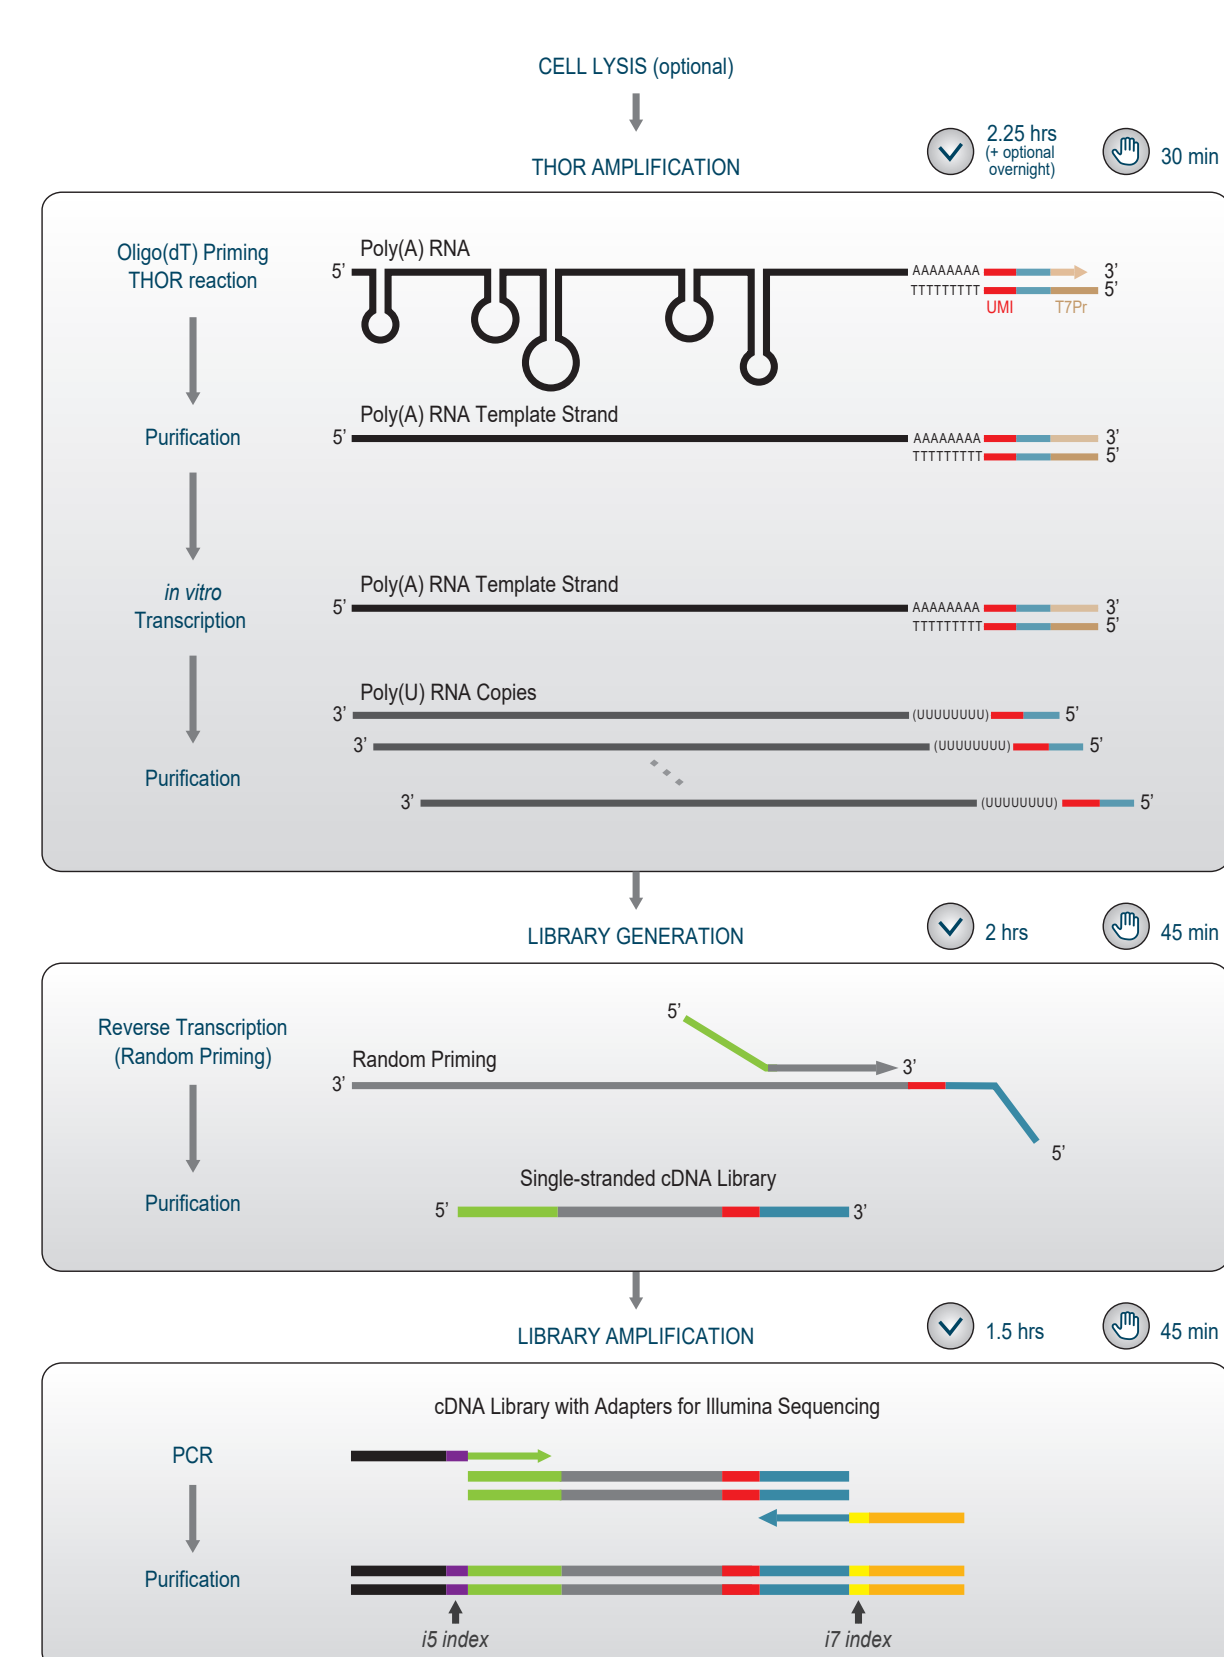 CELL LYSIS (optional)
THOR AMPLIFICATION
2.25 hrs
(+ optional
overnight)
30 min
Oligo(dT) Priming
THOR reaction
Poly(A) RNA
5’
AAAAAAAA
3’
TTTTTTTTT
5’
UMI
T7Pr
Purification
Poly(A) RNA Template Strand
5’
AAAAAAAA
3’
TTTTTTTTT
5’
in vitro
Transcription
Poly(A) RNA Template Strand
5’
AAAAAAAA
3’
TTTTTTTTT
5’
Poly(U) RNA Copies
3’
(UUUUUUUU)
5’
3’
(UUUUUUUU)
5’
Purification
3’
(UUUUUUUU)
5’
LIBRARY GENERATION
2 hrs
45 min
Reverse Transcription
(Random Priming)
5’
Random Priming
3’
3’
5’
Purification
Single-stranded cDNA Library
5’
3’
LIBRARY AMPLIFICATION
1.5 hrs
45 min
cDNA Library with Adapters for Illumina Sequencing
PCR
Purification
i5 index
i7 index